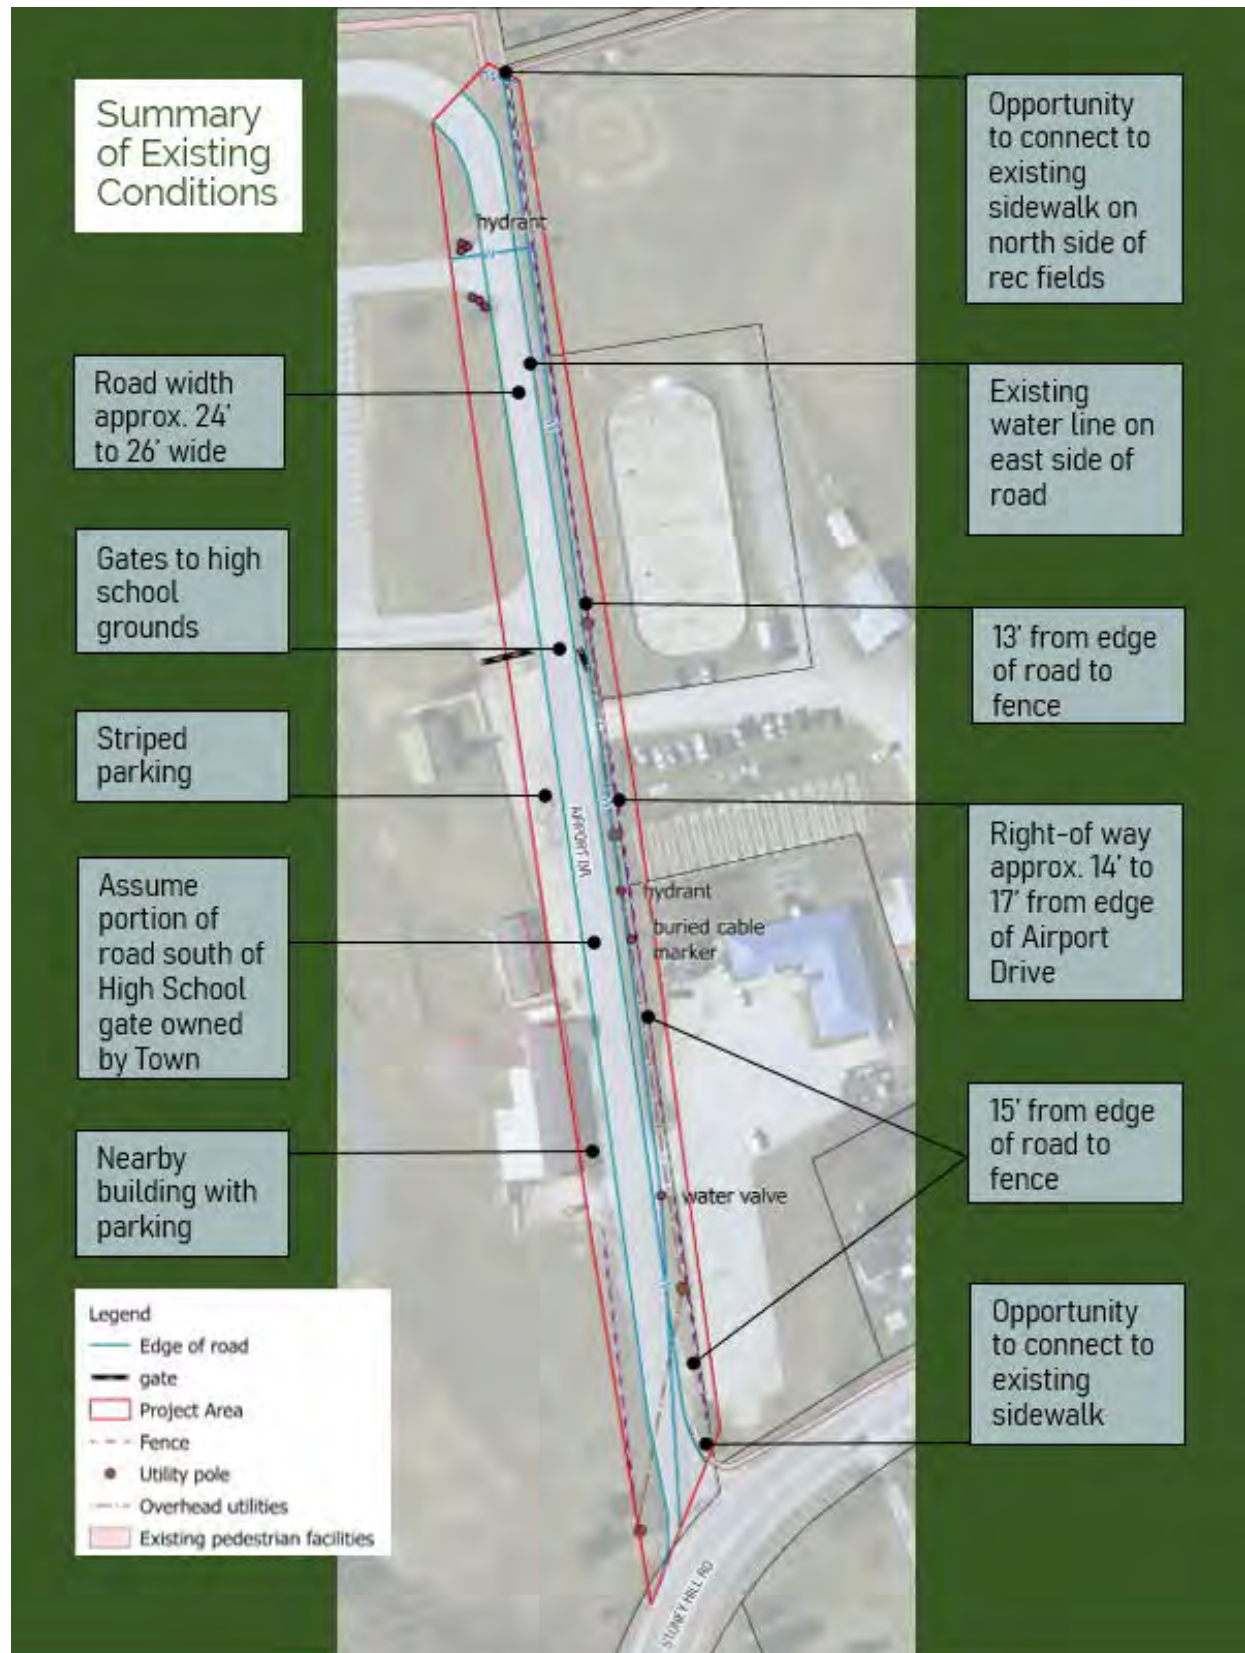 Summary
of Existing
Conditions
Road width
approx. 24'
to 26' wide
Gates to high
school
grounds
Striped
parking
Assume
portion of
road south of
High School
gate owned
by Town
Nearby
building with
parking
Legend
Edge of road
gate
Project Area
Fence
Utility pole
Overhead utilities
Existing pedestrian facilities
hydrant
AIRPORT DR
hydrant
buried cable
marker
water valve
STONEY HILL RD
Opportunity
to connect to
existing
sidewalk on
north side of
rec fields
Existing
water line on
east side of
road
13' from edge
of road to
fence
Right-of way
approx. 14' to
17' from edge
of Airport
Drive
15' from edge
of road to
fence
Opportunity
to connect to
existing
sidewalk